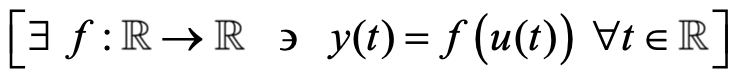 [∃ f : ℝ → ℝ ∍ y(t) = f(u(t)) ∀t ∈ ℝ]